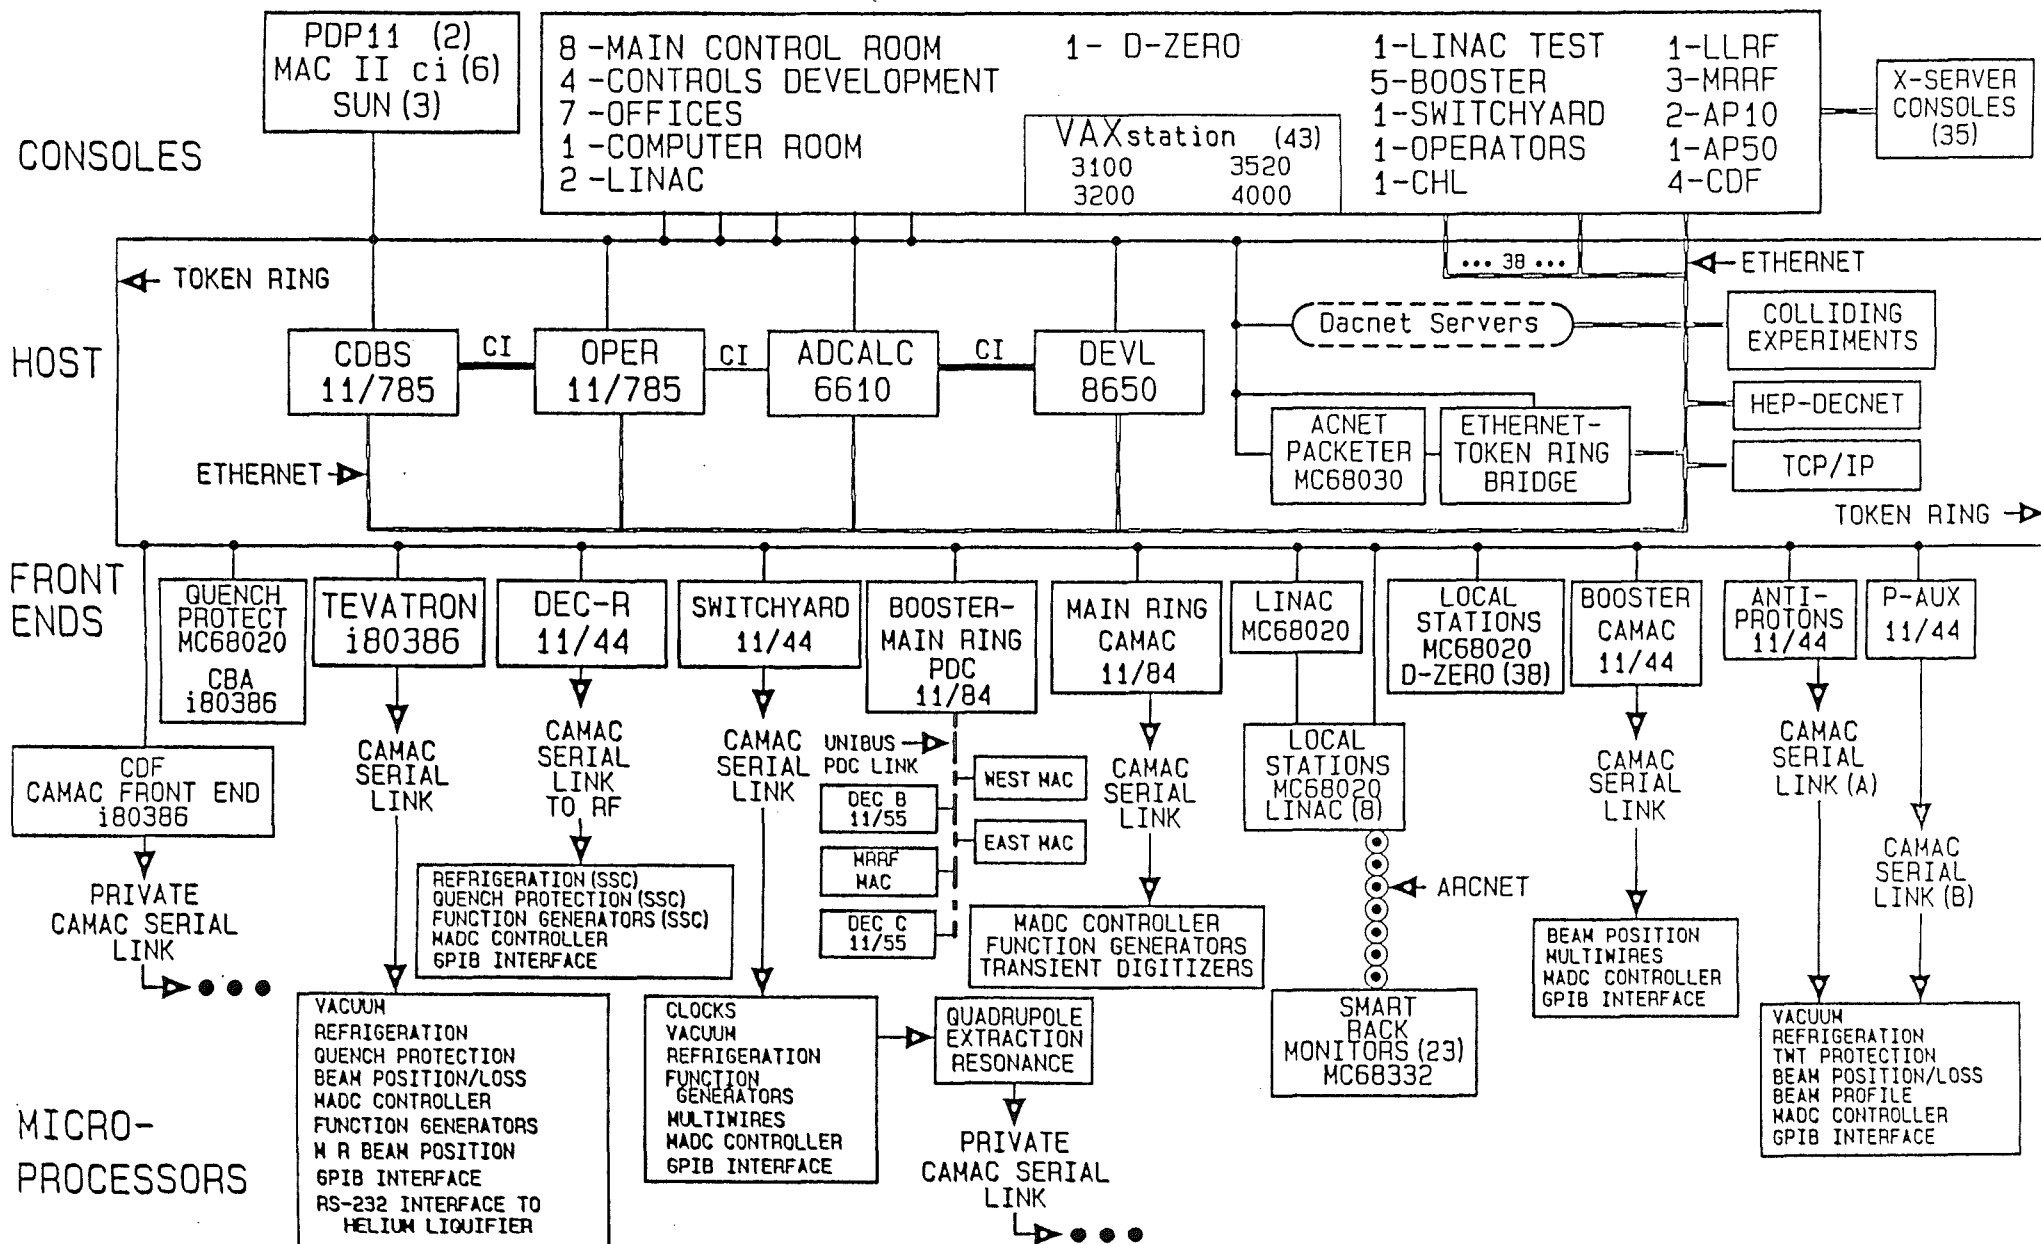 CONSOLES
PDP11 (2)
MAC II ci (6)
SUN (3)
8 -MAIN CONTROL ROOM
4 -CONTROLS DEVELOPMENT
7 -OFFICES
1 -COMPUTER ROOM
2 -LINAC
1- D-ZERO
VAXstation (43)
3100 3520
3200 4000
1-LINAC TEST
5-BOOSTER
1-SWITCHYARD
1-OPERATORS
1-CHL
1-LLRF
3-MRRF
2-AP10
1-AP50
4-CDF
X-SERVER
CONSOLES
(35)
TOKEN RING
... 38 ...
ETHERNET
HOST
CDBS
11/785
CI
OPER
11/785
CI
ADCALC
6610
CI
DEVL
8650
Dacnet Servers
COLLIDING
EXPERIMENTS
HEP-DECNET
TCP/IP
ACNET
PACKETER
MC68030
ETHERNET-
TOKEN RING
BRIDGE
ETHERNET
TOKEN RING
FRONT
ENDS
QUENCH
PROTECT
MC68020
CBA
i80386
TEVATRON
i80386
DEC-R
11/44
SWITCHYARD
11/44
BOOSTER-
MAIN RING
PDC
11/84
MAIN RING
CAMAC
11/84
LINAC
MC68020
LOCAL
STATIONS
MC68020
D-ZERO (38)
BOOSTER
CAMAC
11/44
ANTI-
PROTONS
11/44
P-AUX
11/44
CDF
CAMAC FRONT END
i80386
PRIVATE
CAMAC SERIAL
LINK
CAMAC
SERIAL
LINK
CAMAC
SERIAL
LINK
TO RF
CAMAC
SERIAL
LINK
UNIBUS
PDC LINK
WEST MAC
DEC B
11/55
EAST MAC
MRRF
MAC
DEC C
11/55
CAMAC
SERIAL
LINK
LOCAL
STATIONS
MC68020
LINAC (8)
ARCNET
CAMAC
SERIAL
LINK
CAMAC
SERIAL
LINK (A)
CAMAC
SERIAL
LINK (B)
REFRIGERATION (SSC)
QUENCH PROTECTION (SSC)
FUNCTION GENERATORS (SSC)
MADC CONTROLLER
GPIB INTERFACE
MADC CONTROLLER
FUNCTION GENERATORS
TRANSIENT DIGITIZERS
BEAM POSITION
MULTIWIRES
MADC CONTROLLER
GPIB INTERFACE
MICRO-
PROCESSORS
VACUUM
REFRIGERATION
QUENCH PROTECTION
BEAM POSITION/LOSS
MADC CONTROLLER
FUNCTION GENERATORS
M R BEAM POSITION
GPIB INTERFACE
RS-232 INTERFACE TO
HELIUM LIQUIFIER
CLOCKS
VACUUM
REFRIGERATION
FUNCTION
GENERATORS
MULTIWIRES
MADC CONTROLLER
GPIB INTERFACE
QUADRUPOLE
EXTRACTION
RESONANCE
PRIVATE
CAMAC SERIAL
LINK
SMART
RACK
MONITORS (23)
MC68332
VACUUM
REFRIGERATION
TWT PROTECTION
BEAM POSITION/LOSS
BEAM PROFILE
MADC CONTROLLER
GPIB INTERFACE